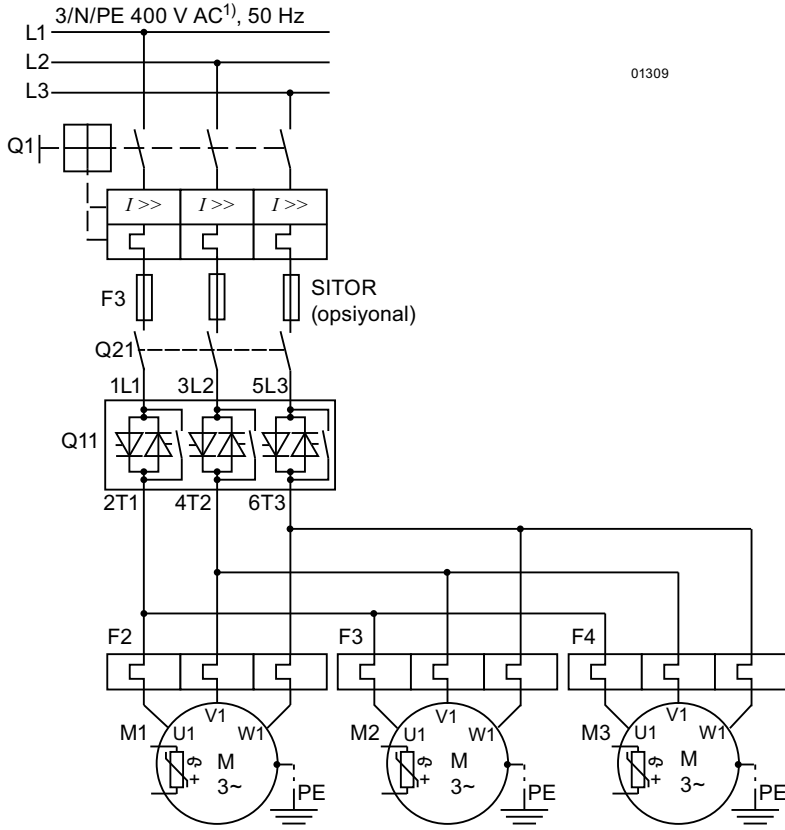 3/N/PE 400 V AC1), 50 Hz
L1
L2
L3
01309
Q1
I >> I >> I >>
F3
SITOR
(opsiyonal)
Q21
1L1 3L2 5L3
Q11
2T1 4T2 6T3
F2 F3 F4
M1 U1 V1 W1 M2 U1 V1 W1 M3 U1 V1 W1
ϑ M ϑ M ϑ M
+ 3~ PE + 3~ PE + 3~ PE